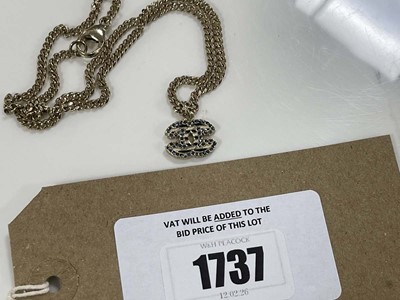 VAT WILL BE ADDED TO THE
BID PRICE OF THIS LOT
W&H PEACOCK
1737
12.02.26